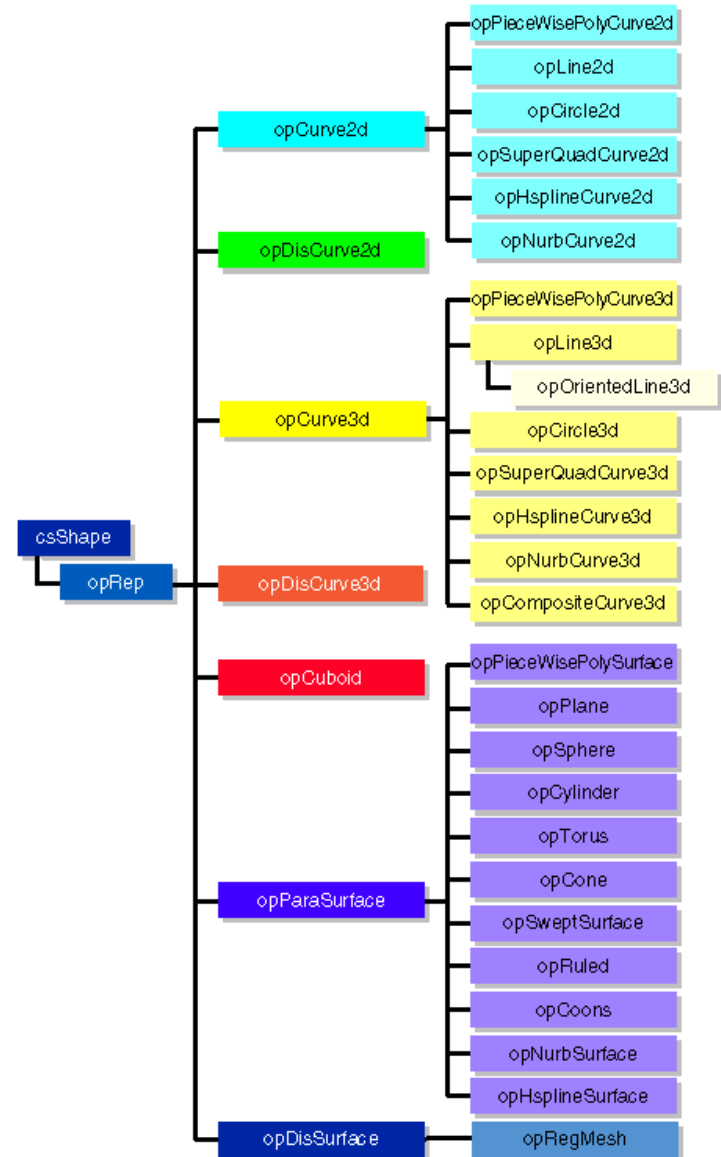 opPieceWisePolyCurve2d
opLine2d
opCircle2d
opCurve2d
opSuperQuadCurve2d
opHsplineCurve2d
opDisCurve2d
opNurbCurve2d
opPieceWisePolyCurve3d
opLine3d
opOrientedLine3d
opCurve3d
opCircle3d
opSuperQuadCurve3d
opHsplineCurve3d
csShape
opNurbCurve3d
opRep
opDisCurve3d
opCompositeCurve3d
opPieceWisePolySurface
opCuboid
opPlane
opSphere
opCylinder
opTorus
opCone
opParaSurface
opSweptSurface
opRuled
opCoons
opNurbSurface
opHsplineSurface
opDisSurface
opRegMesh